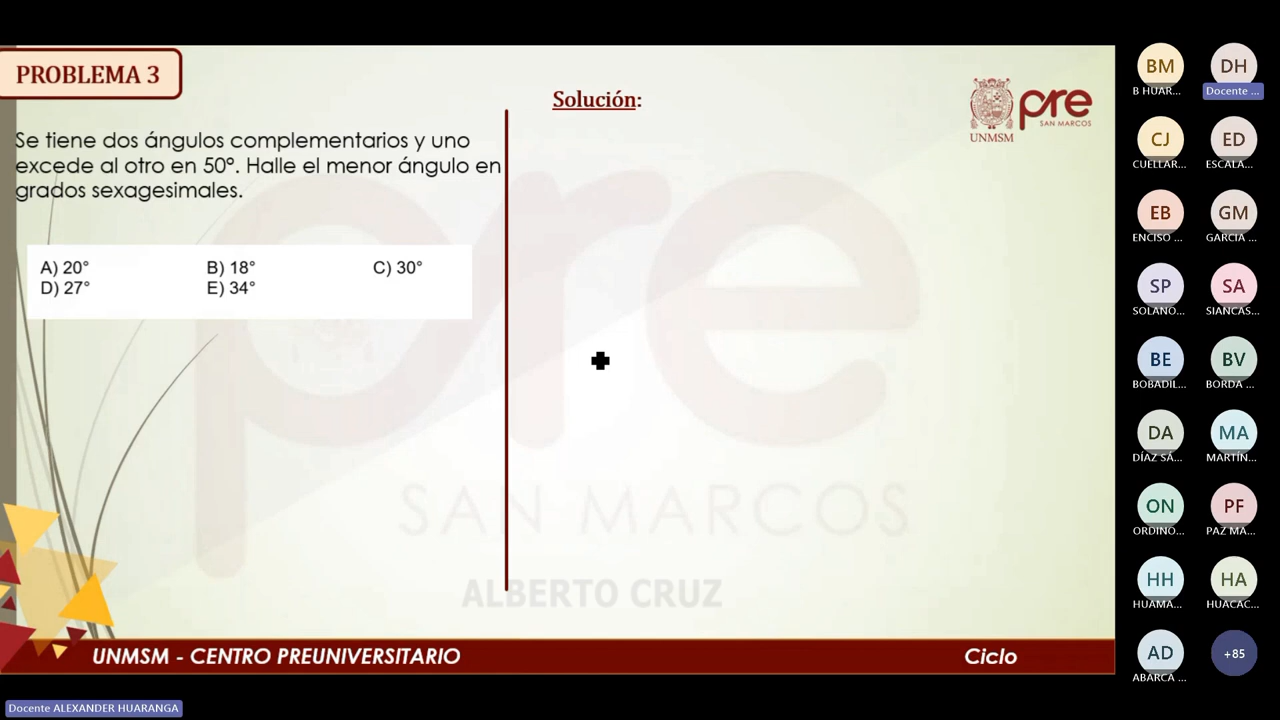 PROBLEMA 3
Solución:
pre
SAN MARCOS
UNMSM
Se tiene dos ángulos complementarios y uno
excede al otro en 50°. Halle el menor ángulo en
grados sexagesimales.
A) 20° B) 18° C) 30°
D) 27° E) 34°
pre
SAN MARCOS
ALBERTO CRUZ
UNMSM - CENTRO PREUNIVERSITARIO
Ciclo
Docente ALEXANDER HUARANGA
BM DH
B HUAR... Docente ...
CJ ED
CUELLAR... ESCALA...
EB GM
ENCISO ... GARCIA ...
SP SA
SOLANO... SIANCAS...
BE BV
BOBADIL... BORDA ...
DA MA
DÍAZ SÁ... MARTÍN...
ON PF
ORDINO... PAZ MA...
HH HA
HUAMA... HUACAC...
AD +85
ABARCA ...